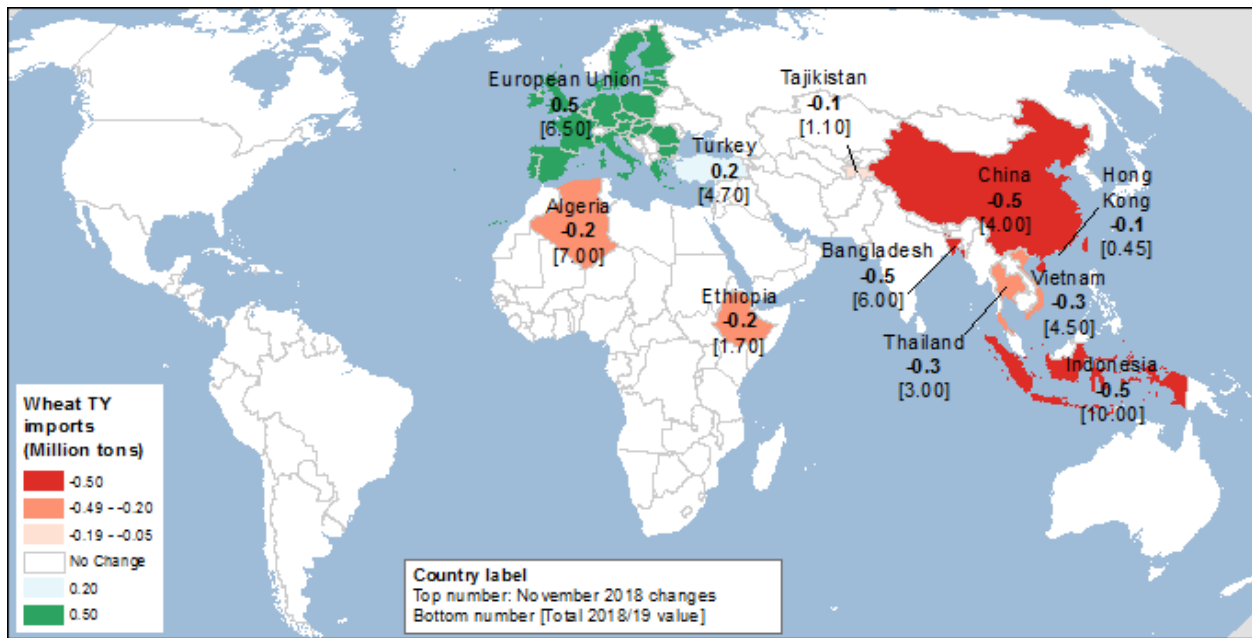 European Union
0.5
[6.50]
Tajikistan
-0.1
[1.10]
Turkey
0.2
[4.70]
China
-0.5
[4.00]
Hong
Kong
-0.1
[0.45]
Algeria
-0.2
[7.00]
Bangladesh
-0.5
[6.00]
Vietnam
-0.3
[4.50]
Ethiopia
-0.2
[1.70]
Thailand
-0.3
[3.00]
Indonesia
-0.5
[10.00]
Wheat TY
imports
(Million tons)
-0.50
-0.49 - -0.20
-0.19 - -0.05
No Change
0.20
0.50
Country label
Top number: November 2018 changes
Bottom number [Total 2018/19 value]